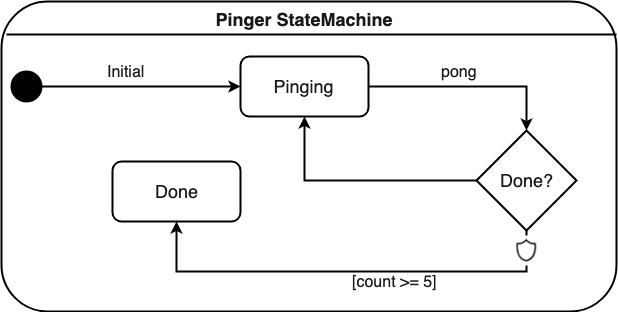 Pinger StateMachine
Initial
Pinging
pong
Done?
Done
[count >= 5]